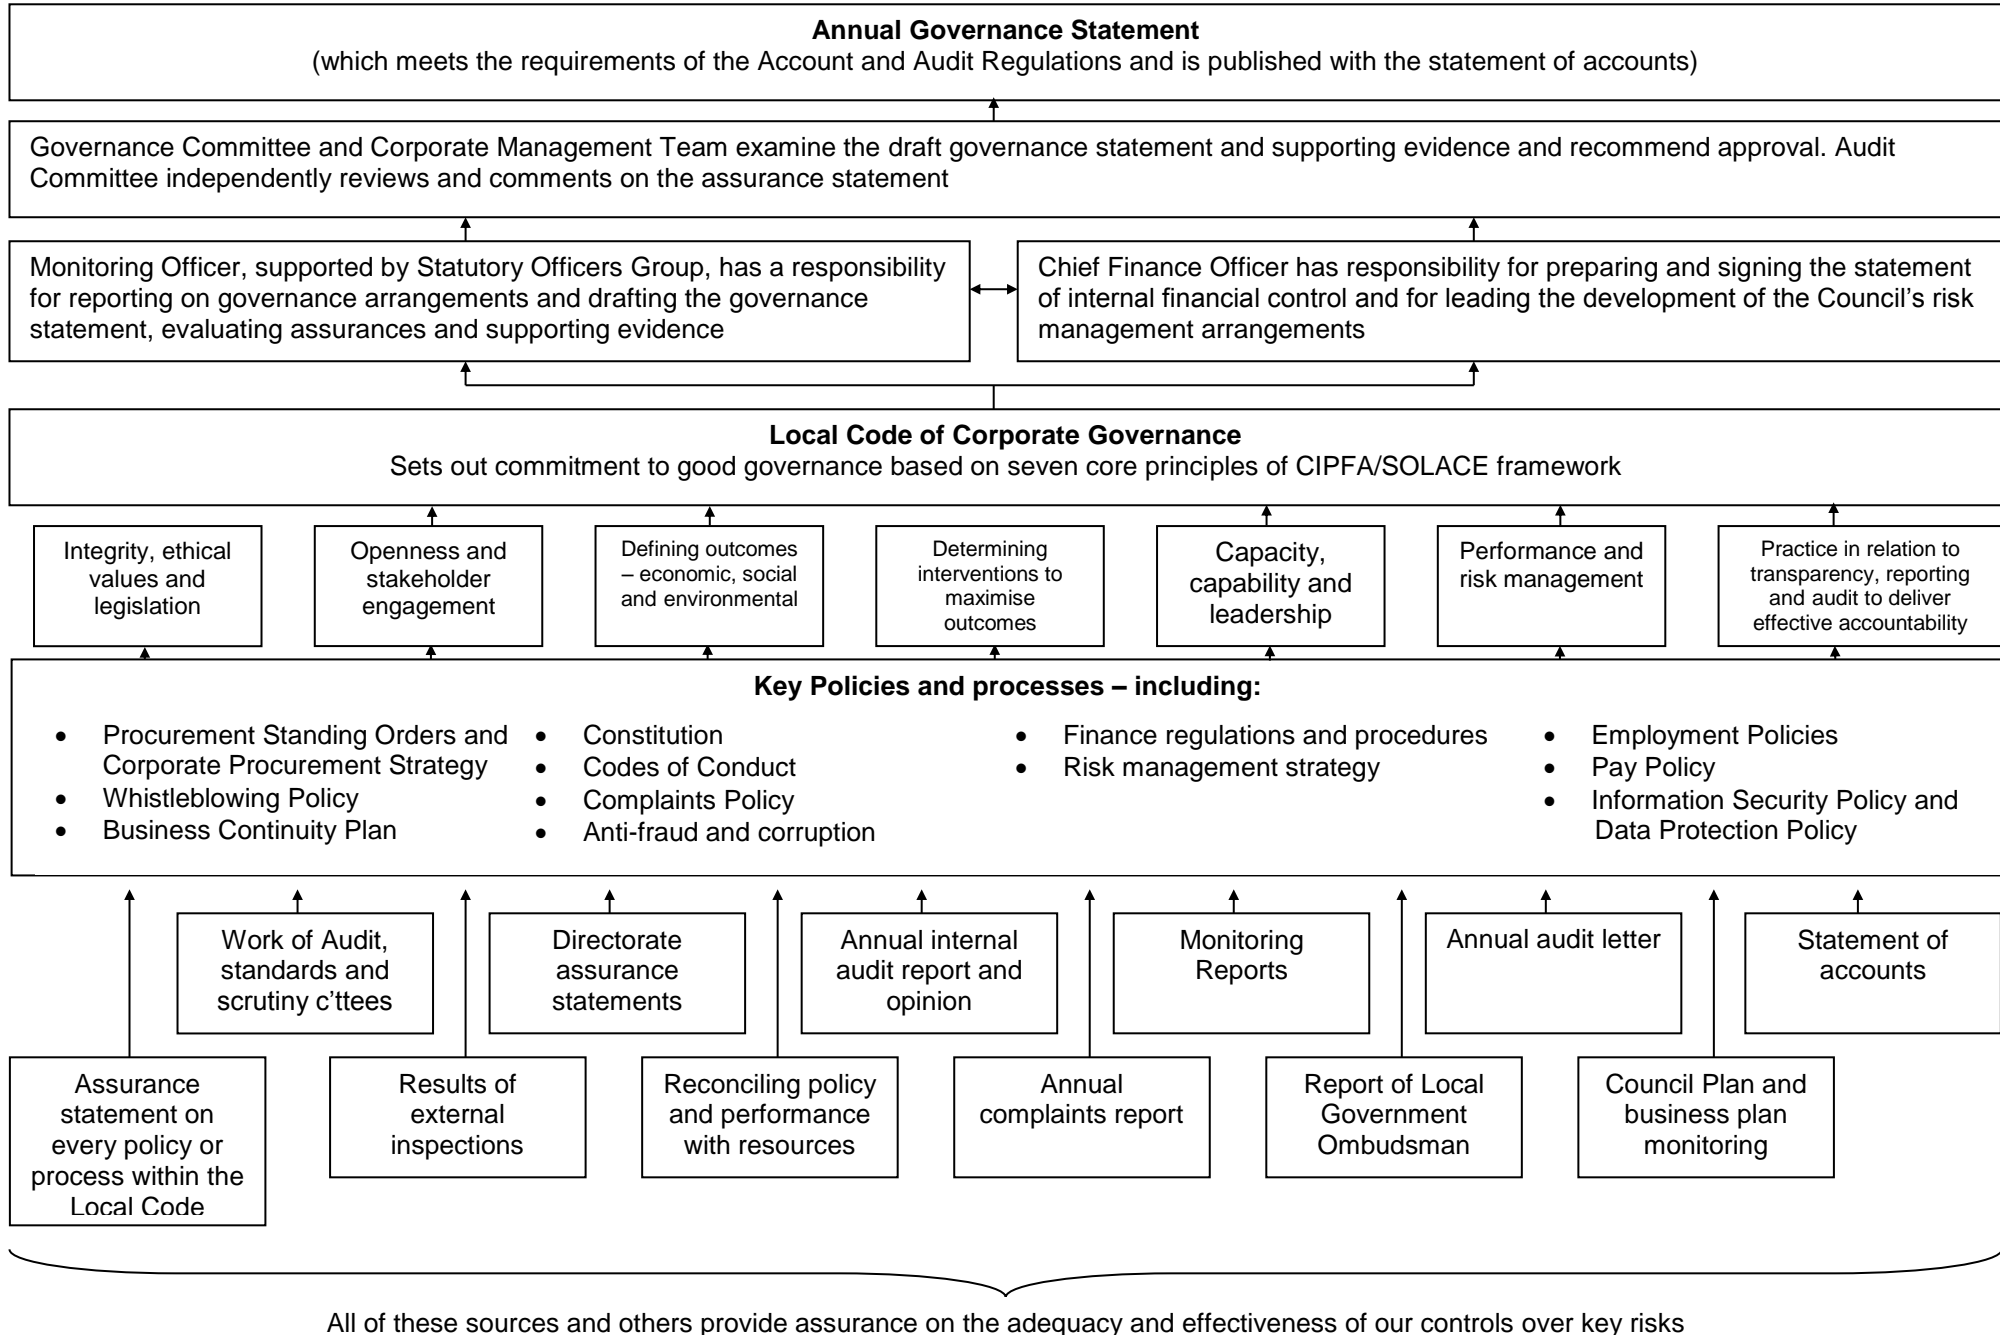 Annual Governance Statement
(which meets the requirements of the Account and Audit Regulations and is published with the statement of accounts)
Governance Committee and Corporate Management Team examine the draft governance statement and supporting evidence and recommend approval. Audit
Committee independently reviews and comments on the assurance statement
Monitoring Officer, supported by Statutory Officers Group, has a responsibility
for reporting on governance arrangements and drafting the governance
statement, evaluating assurances and supporting evidence
Chief Finance Officer has responsibility for preparing and signing the statement
of internal financial control and for leading the development of the Council’s risk
management arrangements
Local Code of Corporate Governance
Sets out commitment to good governance based on seven core principles of CIPFA/SOLACE framework
Integrity, ethical
values and
legislation
Openness and
stakeholder
engagement
Defining outcomes
– economic, social
and environmental
Determining
interventions to
maximise
outcomes
Capacity,
capability and
leadership
Performance and
risk management
Practice in relation to
transparency, reporting
and audit to deliver
effective accountability
Key Policies and processes – including:
• Procurement Standing Orders and
Corporate Procurement Strategy
• Whistleblowing Policy
• Business Continuity Plan
• Constitution
• Codes of Conduct
• Complaints Policy
• Anti-fraud and corruption
• Finance regulations and procedures
• Risk management strategy
• Employment Policies
• Pay Policy
• Information Security Policy and
Data Protection Policy
Work of Audit,
standards and
scrutiny c’ttees
Directorate
assurance
statements
Annual internal
audit report and
opinion
Monitoring
Reports
Annual audit letter
Statement of
accounts
Assurance
statement on
every policy or
process within the
Local Code
Results of
external
inspections
Reconciling policy
and performance
with resources
Annual
complaints report
Report of Local
Government
Ombudsman
Council Plan and
business plan
monitoring
All of these sources and others provide assurance on the adequacy and effectiveness of our controls over key risks